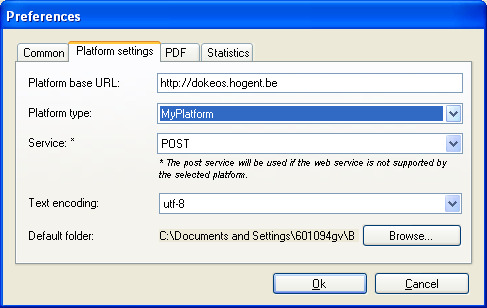 Preferences
Common Platform settings PDF Statistics
Platform base URL: http://dokeos.hogent.be
Platform type: MyPlatform
Service: * POST
* The post service will be used if the web service is not supported by
the selected platform.
Text encoding: utf-8
Default folder: C:\Documents and Settings\601094gv\B Browse...
Ok Cancel